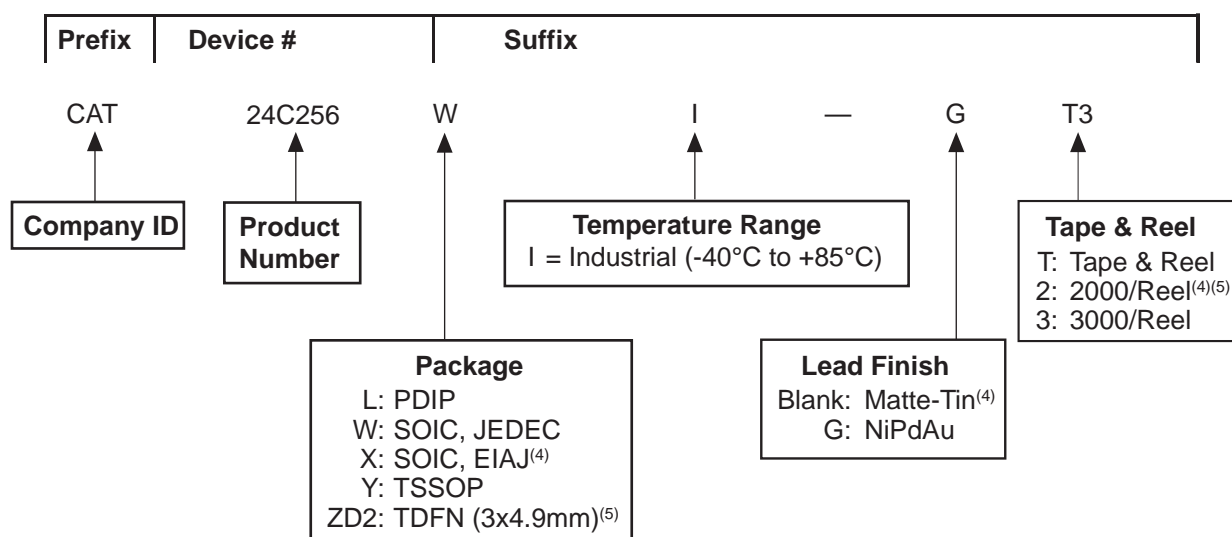 Prefix Device # Suffix
CAT 24C256 W I — G T3
Company ID
Product
Number
Temperature Range
I = Industrial (-40°C to +85°C)
Tape & Reel
T: Tape & Reel
2: 2000/Reel(4)(5)
3: 3000/Reel
Package
L: PDIP
W: SOIC, JEDEC
X: SOIC, EIAJ(4)
Y: TSSOP
ZD2: TDFN (3x4.9mm)(5)
Lead Finish
Blank: Matte-Tin(4)
G: NiPdAu